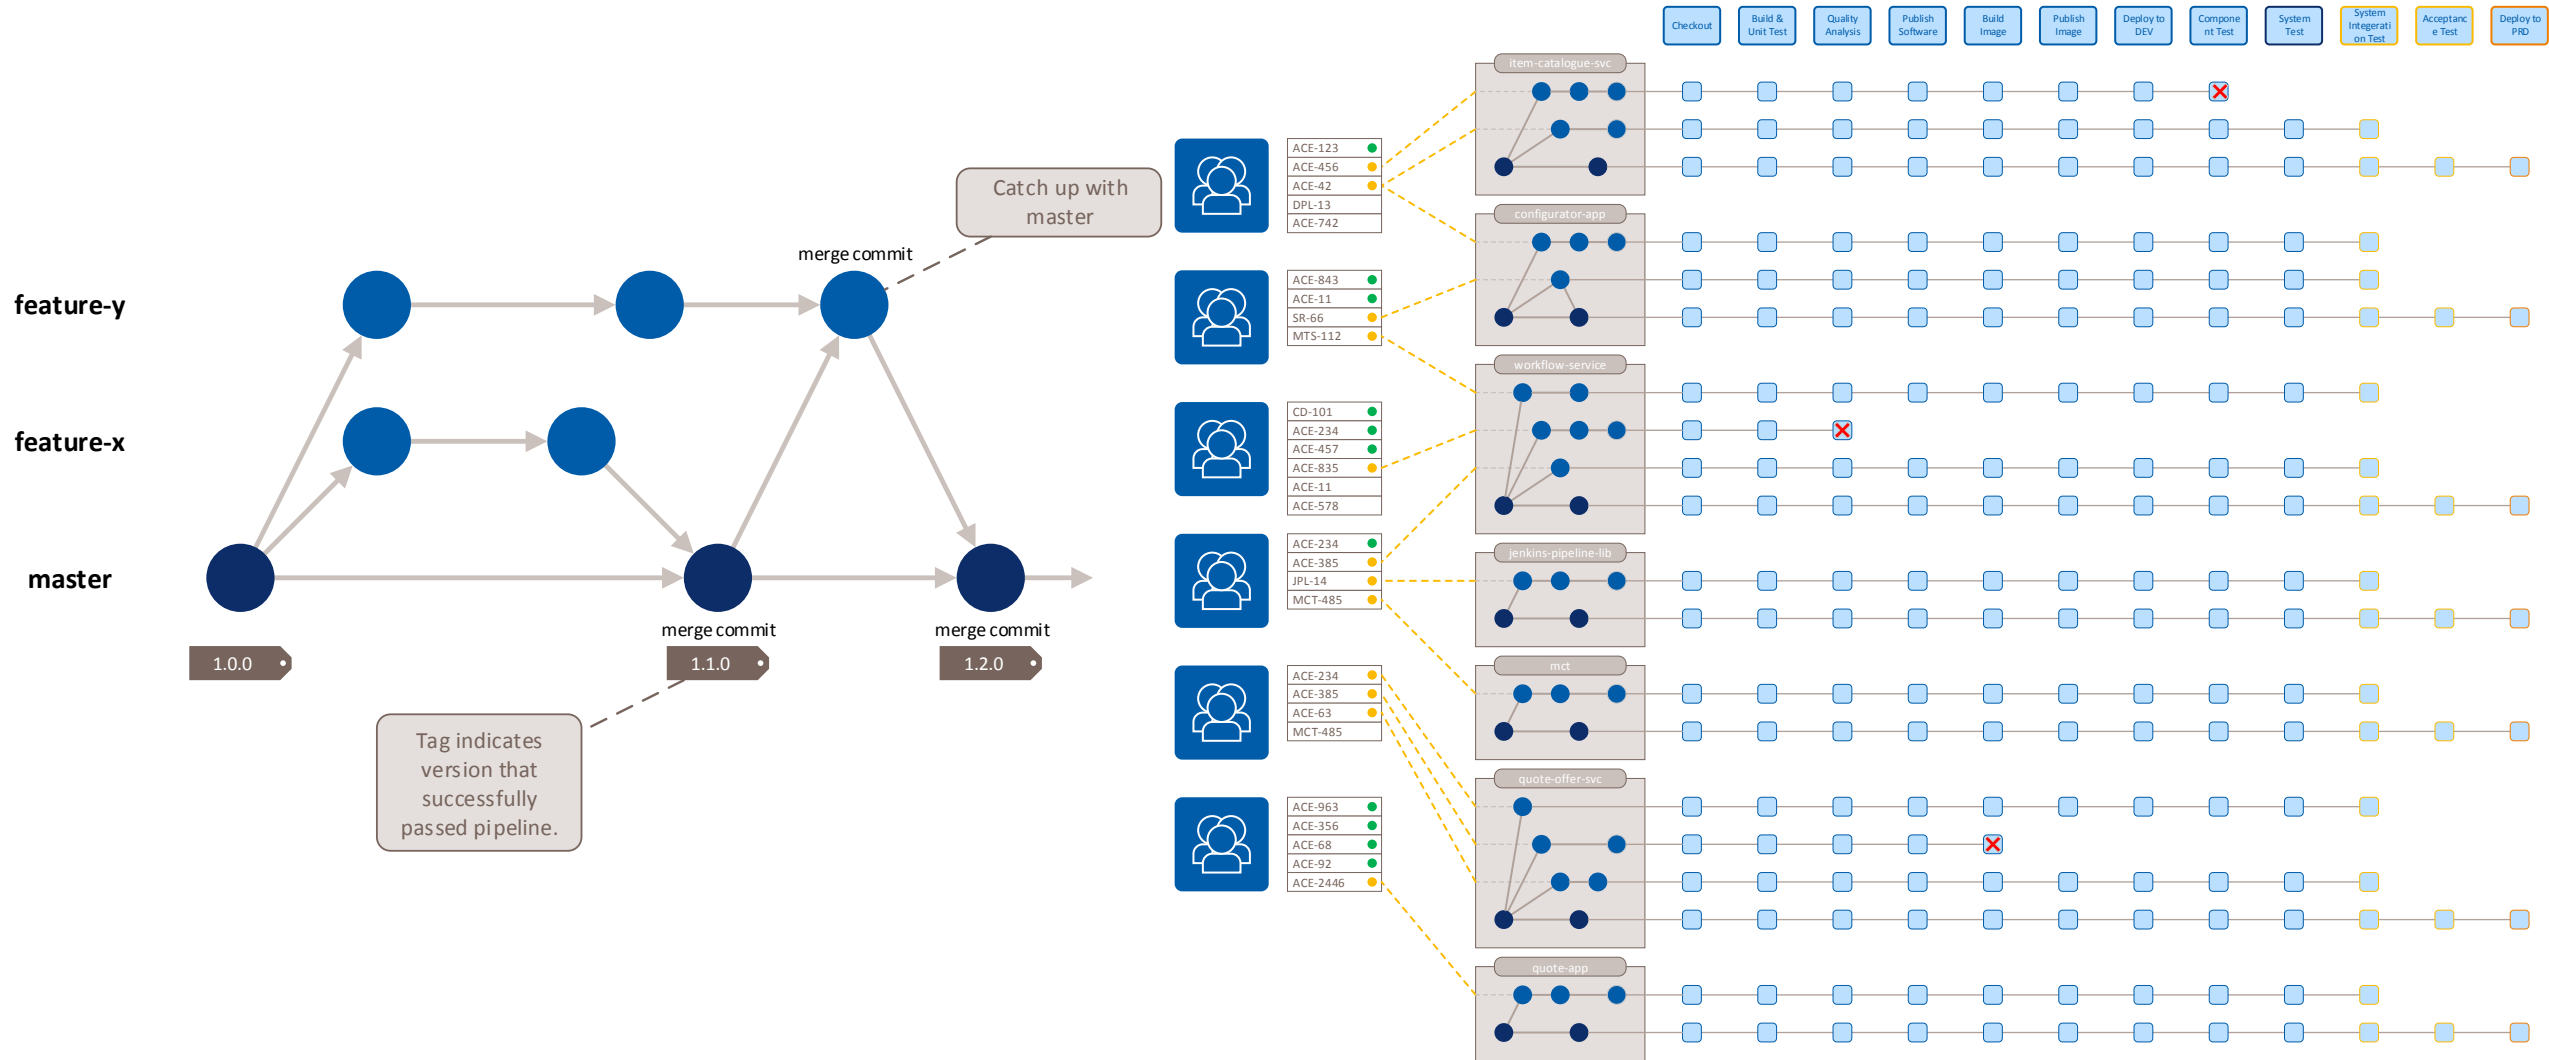 Catch up with
master
merge commit
feature-y
feature-x
master
merge commit
merge commit
1.0.0
1.1.0
1.2.0
Tag indicates
version that
successfully
passed pipeline.
ACE-123
ACE-456
ACE-42
DPL-13
ACE-742
ACE-843
ACE-11
SR-66
MTS-112
CD-101
ACE-234
ACE-457
ACE-835
ACE-11
ACE-578
ACE-234
ACE-385
JPL-14
MCT-485
ACE-234
ACE-385
ACE-63
MCT-485
ACE-963
ACE-356
ACE-68
ACE-92
ACE-2446
item-catalogue-svc
configurator-app
workflow-service
jenkins-pipeline-lib
mct
quote-offer-svc
quote-app
Checkout
Build &
Unit Test
Quality
Analysis
Publish
Software
Build
Image
Publish
Image
Deploy to
DEV
Compone
nt Test
System
Test
System
Integerati
on Test
Acceptanc
e Test
Deploy to
PRD